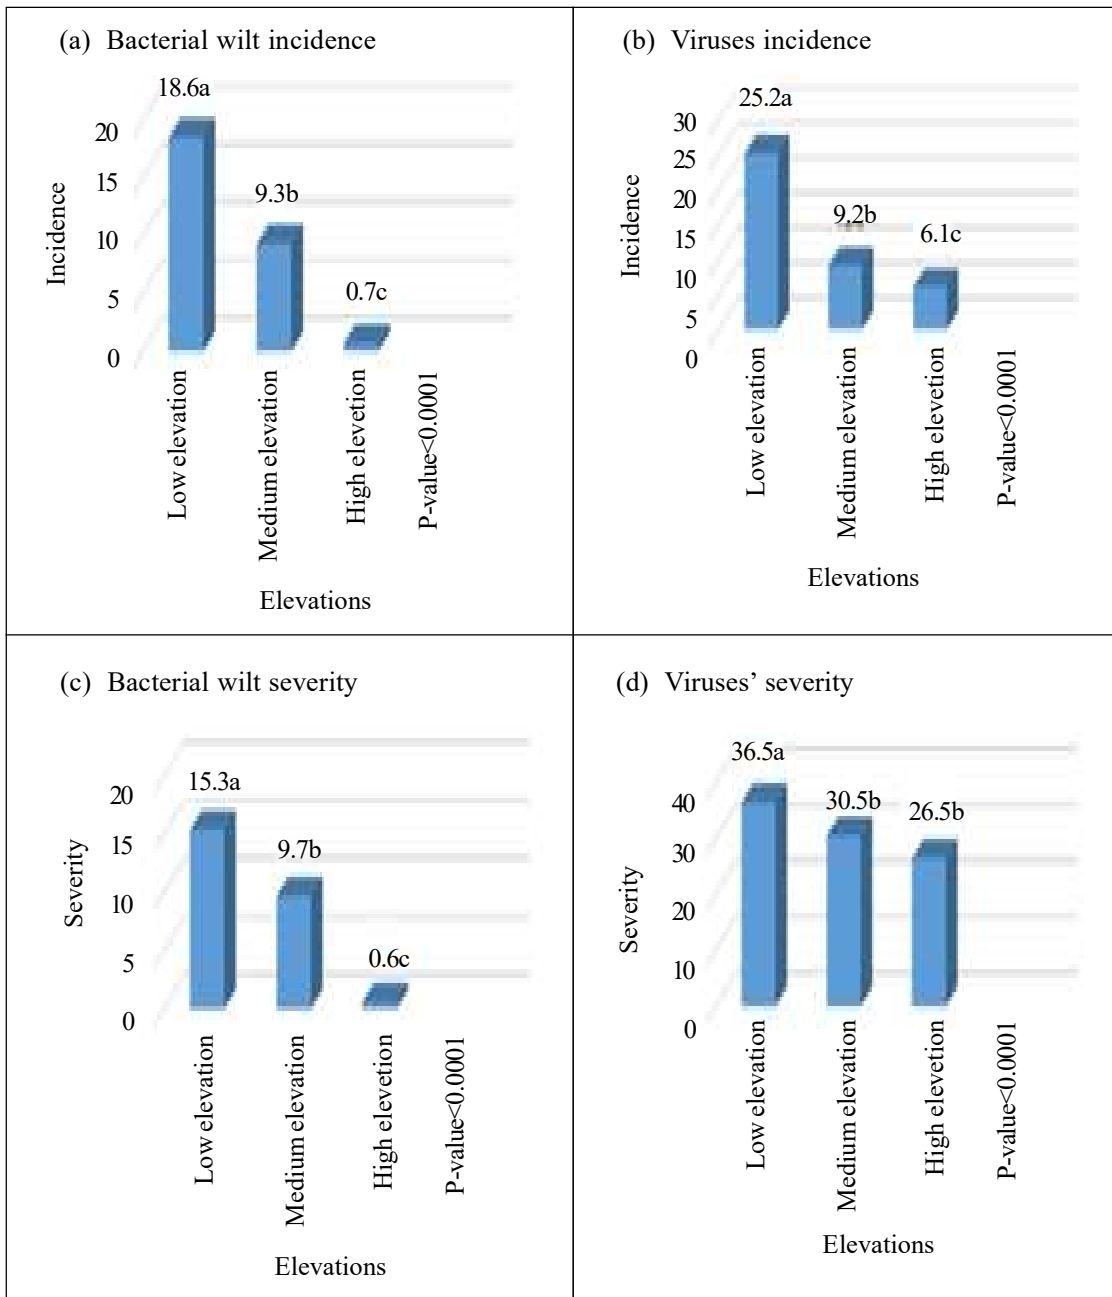 (a) Bacterial wilt incidence
18.6a
9.3b
0.7c
20
15
10
5
0
Incidence
Low elevation
Medium elevation
High elevetion
P-value<0.0001
Elevations
(b) Viruses incidence
25.2a
9.2b
6.1c
30
25
20
15
10
5
0
Incidence
Low elevation
Medium elevation
High elevetion
P-value<0.0001
Elevations
(c) Bacterial wilt severity
15.3a
9.7b
0.6c
20
15
10
5
0
Severity
Low elevation
Medium elevation
High elevetion
P-value<0.0001
Elevations
(d) Viruses’ severity
36.5a
30.5b
26.5b
40
30
20
10
0
Severity
Low elevation
Medium elevation
High elevetion
P-value<0.0001
Elevations